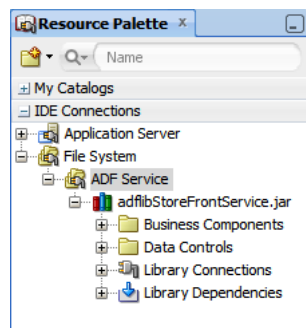 Resource Palette
Name
My Catalogs
IDE Connections
Application Server
File System
ADF Service
adflibStoreFrontService.jar
Business Components
Data Controls
Library Connections
Library Dependencies